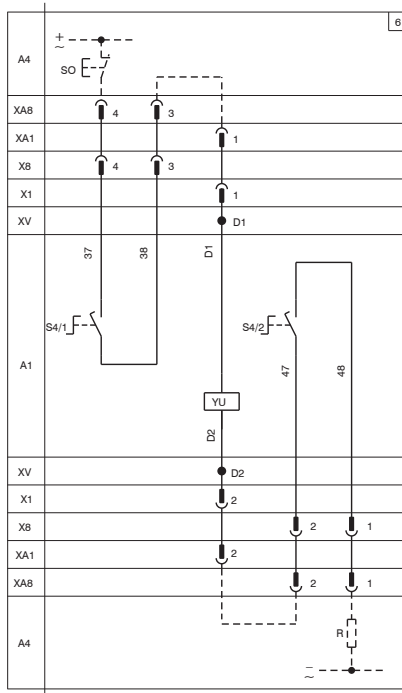 6
+
~
A4
SO
XA8 4 3
XA1 1
X8 4 3
X1 1
XV D1
37 38 D1
S4/1 S4/2
A1
47 48
YU
D2
XV D2
X1 2
X8 2 1
XA1 2
XA8 2 1
A4
R
–
~